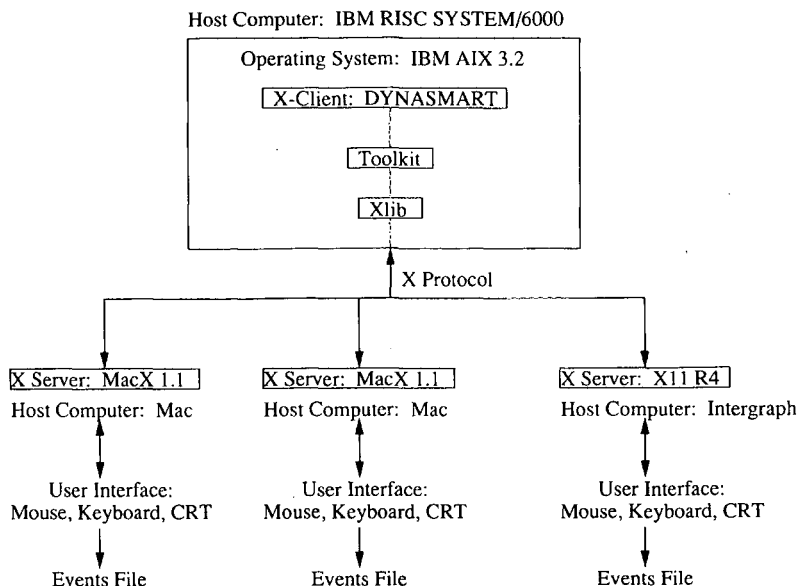 Host Computer: IBM RISC SYSTEM/6000
Operating System: IBM AIX 3.2
X-Client: DYNASMART
Toolkit
Xlib
X Protocol
X Server: MacX 1.1
X Server: MacX 1.1
X Server: X11 R4
Host Computer: Mac
Host Computer: Mac
Host Computer: Intergraph
User Interface:
Mouse, Keyboard, CRT
User Interface:
Mouse, Keyboard, CRT
User Interface:
Mouse, Keyboard, CRT
Events File
Events File
Events File